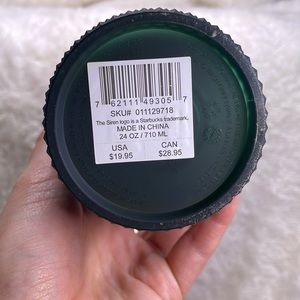 7 62111 49305 7
SKU# 011129718
The Siren logo is a Starbucks trademark.
MADE IN CHINA
24 OZ / 710 ML
USA CAN
$19.95 $28.95